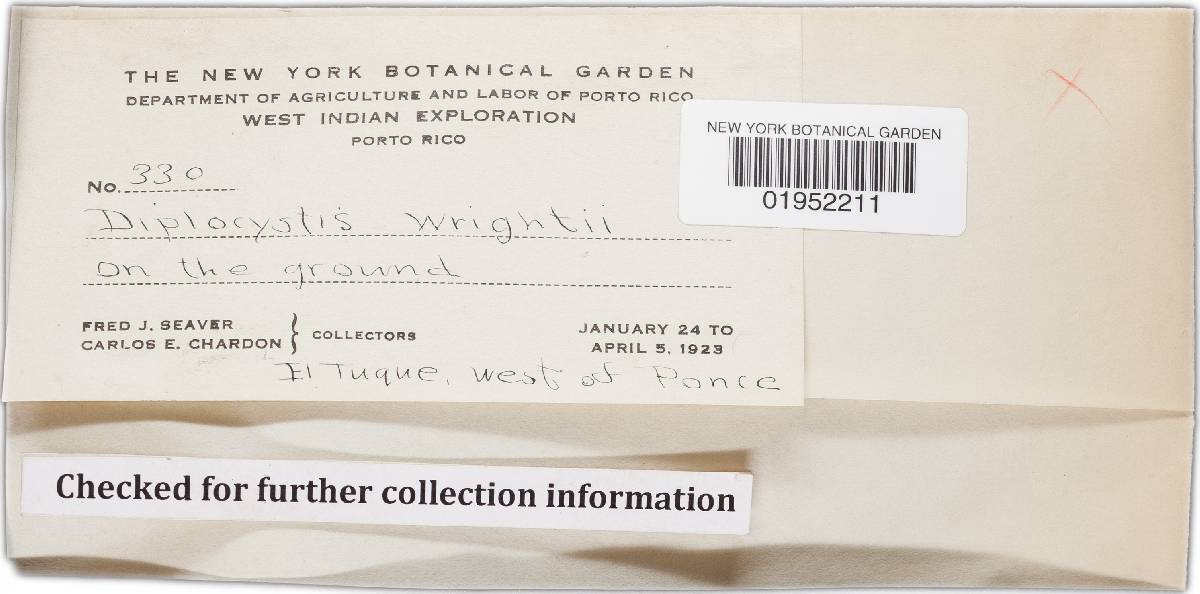 THE NEW YORK BOTANICAL GARDEN
DEPARTMENT OF AGRICULTURE AND LABOR OF PORTO RICO
WEST INDIAN EXPLORATION
PORTO RICO
NEW YORK BOTANICAL GARDEN
01952211
No. 330
Diplocystis Wrightii
on the ground
FRED J. SEAVER
CARLOS E. CHARDON
} COLLECTORS
JANUARY 24 TO
APRIL 5, 1923
El Tuque, west of Ponce
Checked for further collection information